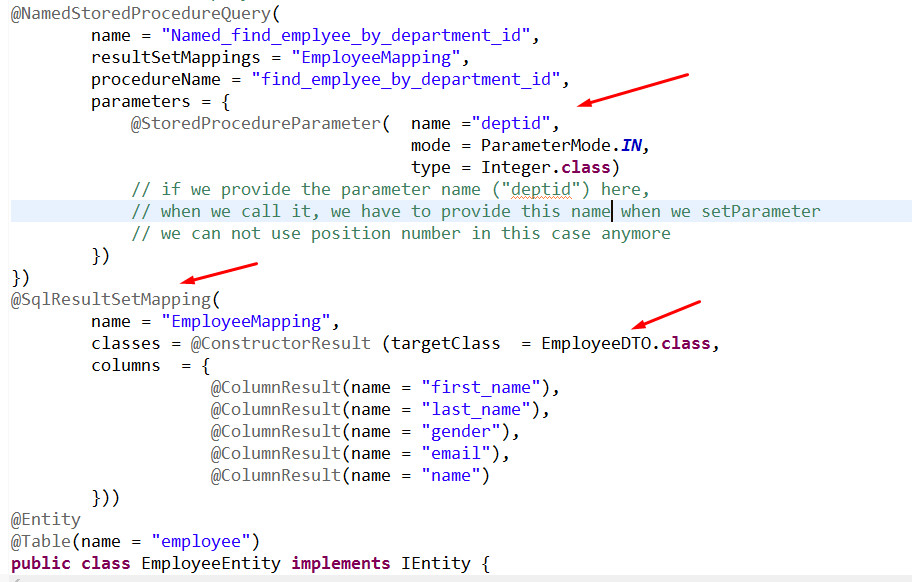 @NamedStoredProcedureQuery(
name = "Named_find_emplyee_by_department_id",
resultSetMappings = "EmployeeMapping",
procedureName = "find_emplyee_by_department_id",
parameters = {
@StoredProcedureParameter(  name ="deptid",
mode = ParameterMode.IN,
type = Integer.class)
// if we provide the parameter name ("deptid") here,
// when we call it, we have to provide this name when we setParameter
// we can not use position number in this case anymore
})
})
@SqlResultSetMapping(
name = "EmployeeMapping",
classes = @ConstructorResult (targetClass  = EmployeeDTO.class,
columns  = {
@ColumnResult(name = "first_name"),
@ColumnResult(name = "last_name"),
@ColumnResult(name = "gender"),
@ColumnResult(name = "email"),
@ColumnResult(name = "name")
}))
@Entity
@Table(name = "employee")
public class EmployeeEntity implements IEntity {